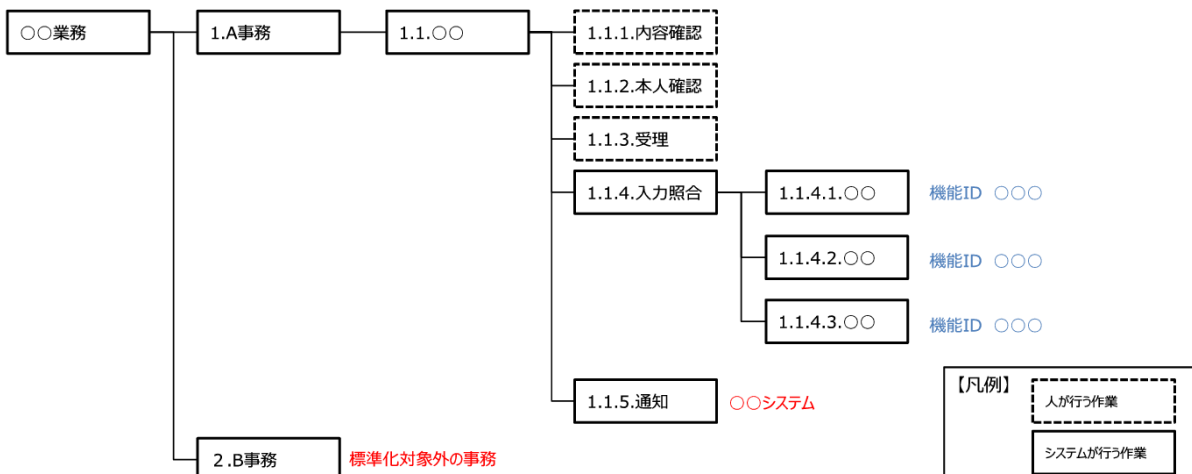 ○○業務
1.A事務
1.1.○○
1.1.1.内容確認
1.1.2.本人確認
1.1.3.受理
1.1.4.入力照合
1.1.4.1.○○
機能ID ○○○
1.1.4.2.○○
機能ID ○○○
1.1.4.3.○○
機能ID ○○○
1.1.5.通知
○○システム
2.B事務
標準化対象外の事務
【凡例】
人が行う作業
システムが行う作業